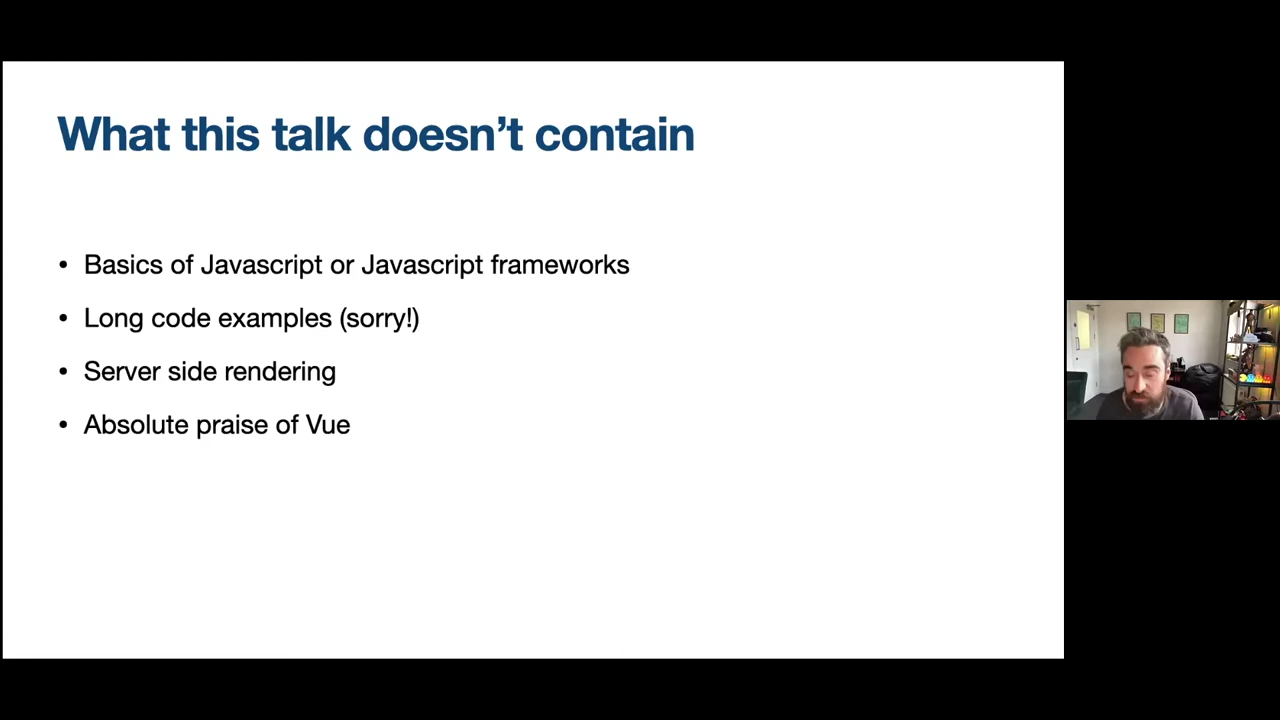 What this talk doesn’t contain
• Basics of Javascript or Javascript frameworks
• Long code examples (sorry!)
• Server side rendering
• Absolute praise of Vue